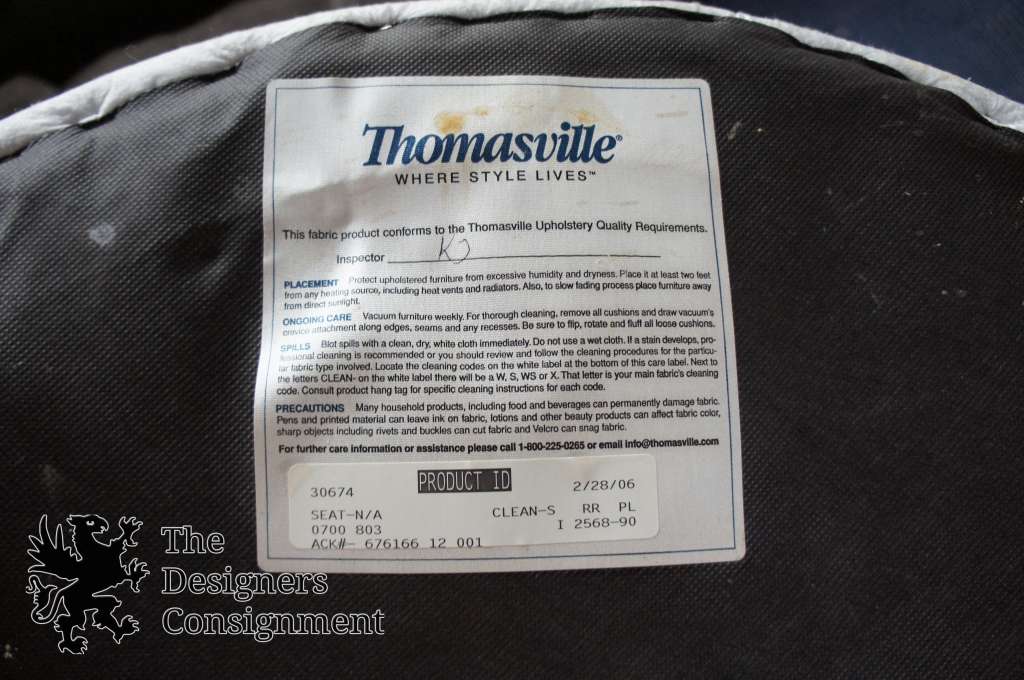 Thomasville®
WHERE STYLE LIVES™
This fabric product conforms to the Thomasville Upholstery Quality Requirements.
Inspector KJ
PLACEMENT Protect upholstered furniture from excessive humidity and dryness. Place it at least two feet
from any heating source, including heat vents and radiators. Also, to slow fading process place furniture away
from direct sunlight.
ONGOING CARE Vacuum furniture weekly. For thorough cleaning, remove all cushions and draw vacuum's
crevice attachment along edges, seams and any recesses. Be sure to flip, rotate and fluff all loose cushions.
SPILLS Blot spills with a clean, dry, white cloth immediately. Do not use a wet cloth. If a stain develops, pro-
fessional cleaning is recommended or you should review and follow the cleaning procedures for the particu-
lar fabric type involved. Locate the cleaning codes on the white label at the bottom of this care label. Next to
the letters CLEAN- on the white label there will be a W, S, WS or X. That letter is your main fabric's cleaning
code. Consult product hang tag for specific cleaning instructions for each code.
PRECAUTIONS Many household products, including food and beverages can permanently damage fabric.
Pens and printed material can leave ink on fabric, lotions and other beauty products can affect fabric color,
sharp objects including rivets and buckles can cut fabric and Velcro can snag fabric.
For further care information or assistance please call 1-800-225-0265 or email info@thomasville.com
30674 PRODUCT ID 2/28/06
SEAT-N/A CLEAN-S RR PL
0700 803 I 2568-90
ACK#- 676166 12 001
The
Designers
Consignment